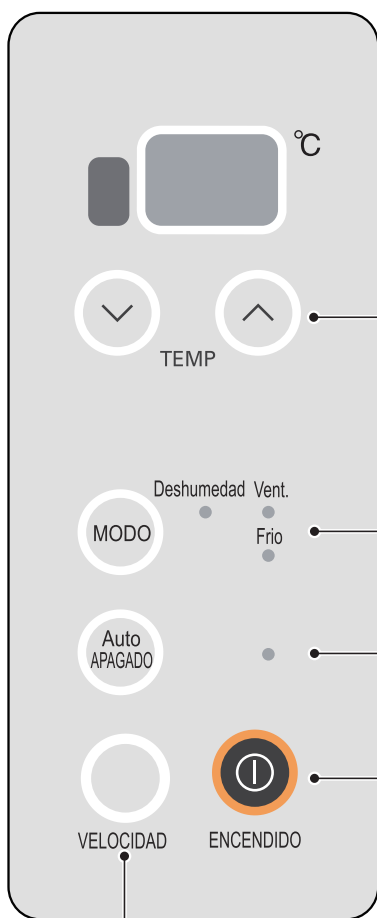 °C
TEMP
Deshumedad Vent.
MODO
Frio
Auto
APAGADO
VELOCIDAD ENCENDIDO